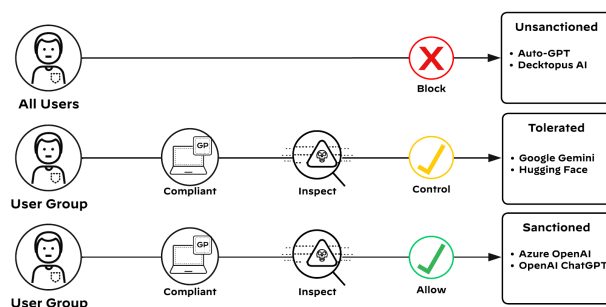 Unsanctioned
• Auto-GPT
• Decktopus AI
Block
All Users
Tolerated
GP
• Google Gemini
• Hugging Face
Compliant
Inspect
Control
User Group
Sanctioned
GP
• Azure OpenAI
• OpenAI ChatGPT
Compliant
Inspect
Allow
User Group